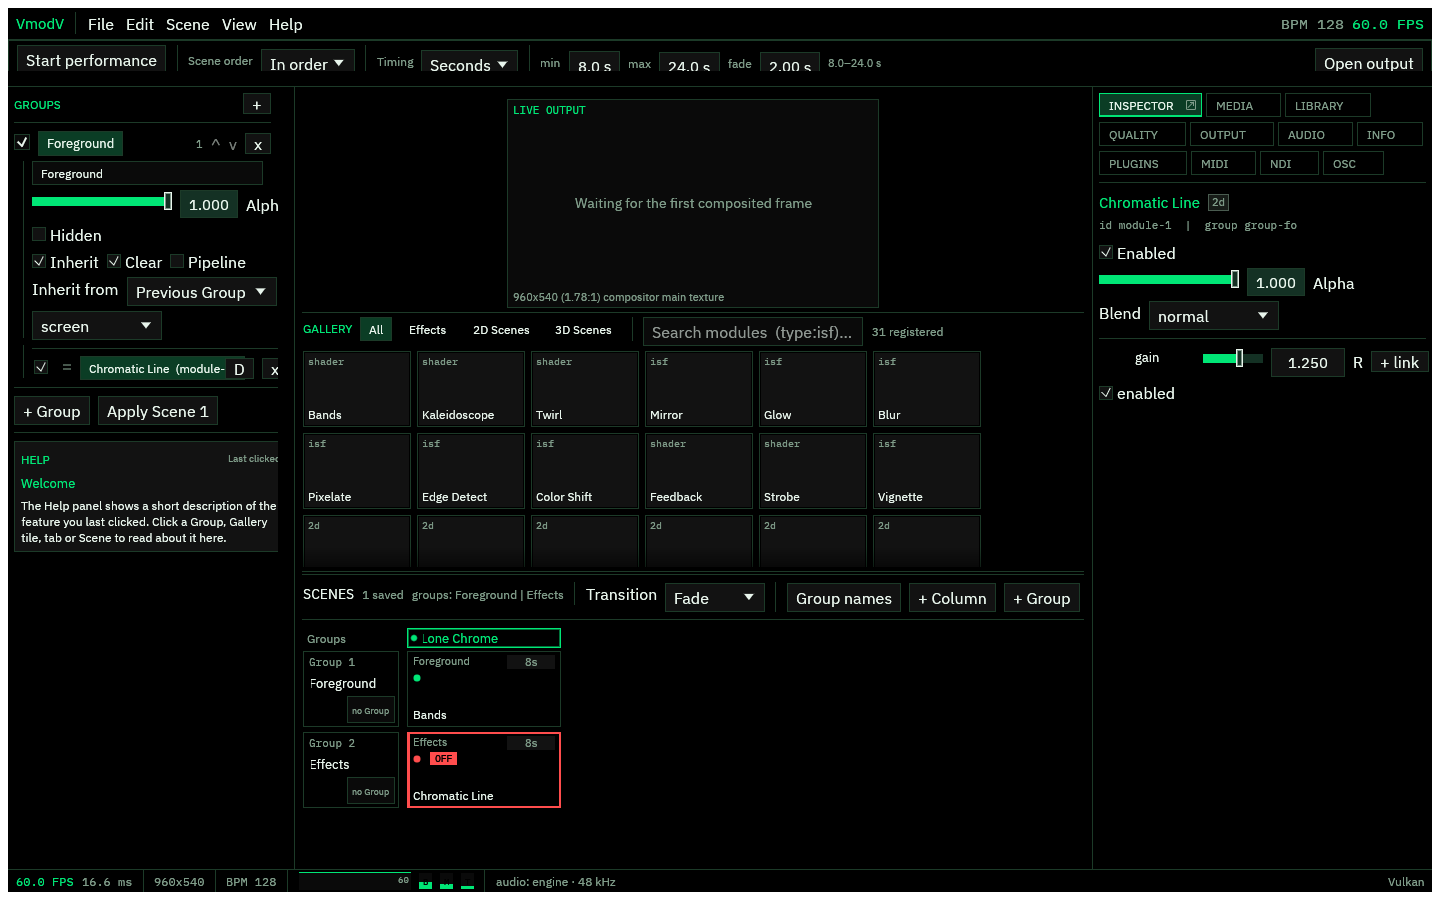 VmodV File Edit Scene View Help BPM 128 60.0 FPS
Start performance Scene order In order Timing Seconds min 8.0 s max 24.0 s fade 2.00 s 8.0–24.0 s Open output
GROUPS +
Foreground 1 ^ v x
Foreground
1.000 Alph
Hidden
Inherit Clear Pipeline
Inherit from Previous Group
screen
= Chromatic Line (module- D x
+ Group Apply Scene 1
HELP Last clicked
Welcome
The Help panel shows a short description of the
feature you last clicked. Click a Group, Gallery
tile, tab or Scene to read about it here.
LIVE OUTPUT
Waiting for the first composited frame
960x540 (1.78:1) compositor main texture
GALLERY All Effects 2D Scenes 3D Scenes Search modules (type:isf)... 31 registered
shader shader shader isf isf isf
Bands Kaleidoscope Twirl Mirror Glow Blur
isf isf isf shader shader isf
Pixelate Edge Detect Color Shift Feedback Strobe Vignette
2d 2d 2d 2d 2d 2d
SCENES 1 saved groups: Foreground | Effects Transition Fade Group names + Column + Group
Groups Lone Chrome
Group 1 Foreground 8s
Foreground
no Group Bands
Group 2 Effects 8s
Effects OFF
no Group Chromatic Line
INSPECTOR MEDIA LIBRARY
QUALITY OUTPUT AUDIO INFO
PLUGINS MIDI NDI OSC
Chromatic Line 2d
id module-1 | group group-fo
Enabled
1.000 Alpha
Blend normal
gain 1.250 R + link
enabled
60.0 FPS 16.6 ms 960x540 BPM 128 60 audio: engine · 48 kHz Vulkan